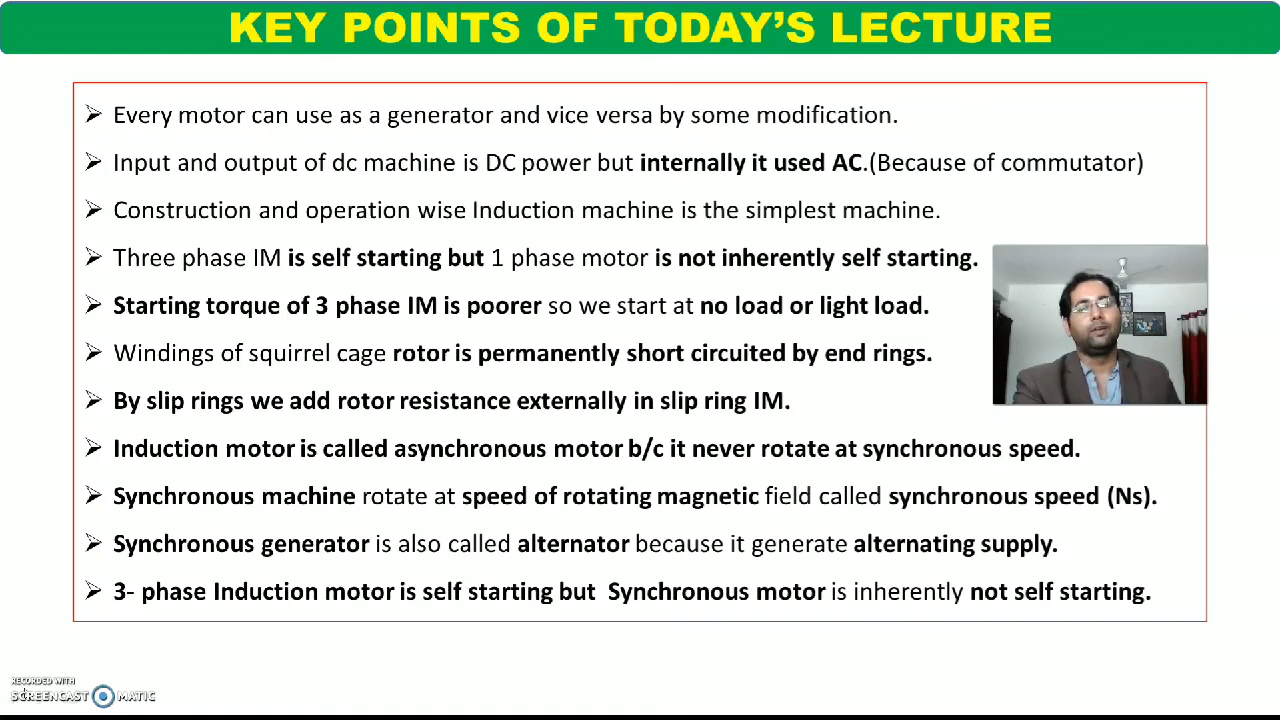 KEY POINTS OF TODAY'S LECTURE
Every motor can use as a generator and vice versa by some modification.
Input and output of dc machine is DC power but internally it used AC.(Because of commutator)
Construction and operation wise Induction machine is the simplest machine.
Three phase IM is self starting but 1 phase motor is not inherently self starting.
Starting torque of 3 phase IM is poorer so we start at no load or light load.
Windings of squirrel cage rotor is permanently short circuited by end rings.
By slip rings we add rotor resistance externally in slip ring IM.
Induction motor is called asynchronous motor b/c it never rotate at synchronous speed.
Synchronous machine rotate at speed of rotating magnetic field called synchronous speed (Ns).
Synchronous generator is also called alternator because it generate alternating supply.
3- phase Induction motor is self starting but Synchronous motor is inherently not self starting.
RECORDED WITH
SCREENCAST MATIC